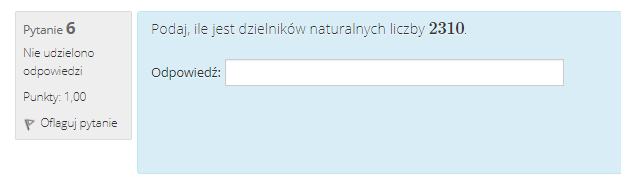 Pytanie 6
Nie udzielono
odpowiedzi
Punkty: 1,00
Oflaguj pytanie
Podaj, ile jest dzielników naturalnych liczby 2310.
Odpowiedź: